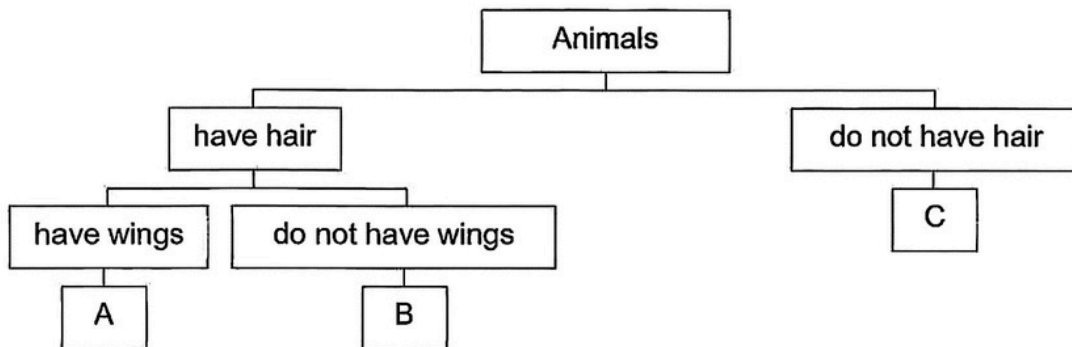 Animals
have hair
do not have hair
have wings
do not have wings
C
A
B